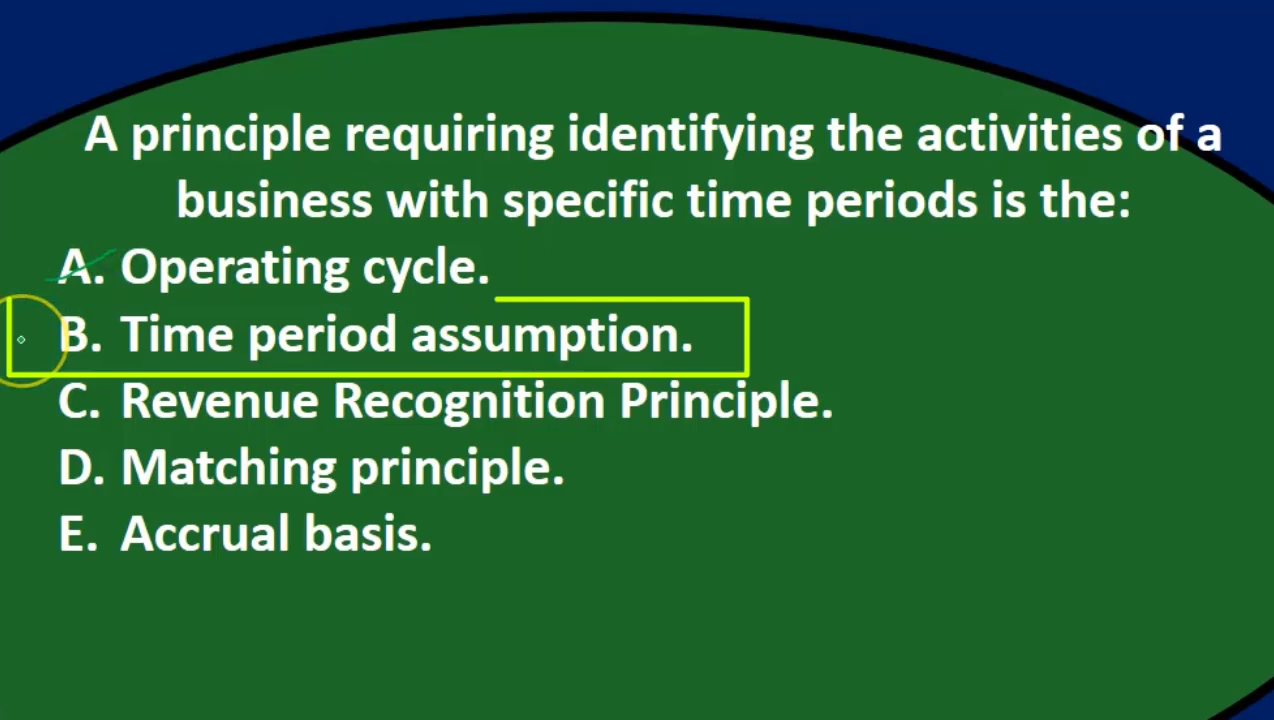 A principle requiring identifying the activities of a
business with specific time periods is the:
A. Operating cycle.
B. Time period assumption.
C. Revenue Recognition Principle.
D. Matching principle.
E. Accrual basis.